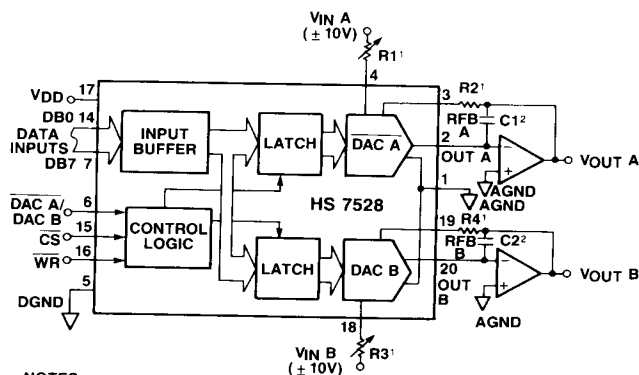 VIN A
(± 10V)
R1¹
4
VDD 17
DB0 14
DATA
INPUTS
DB7 7
INPUT
BUFFER
LATCH
DAC A
3 R2¹
RFB
A
C1²
2
OUT A
AGND
VOUT A
1
AGND
HS 7528
DAC A/
DAC B
6
CS 15
WR 16
5
DGND
CONTROL
LOGIC
LATCH
DAC B
19 R4¹
RFB
B
C2²
20
OUT
B
AGND
VOUT B
18
VIN B
(± 10V)
R3¹
NOTES